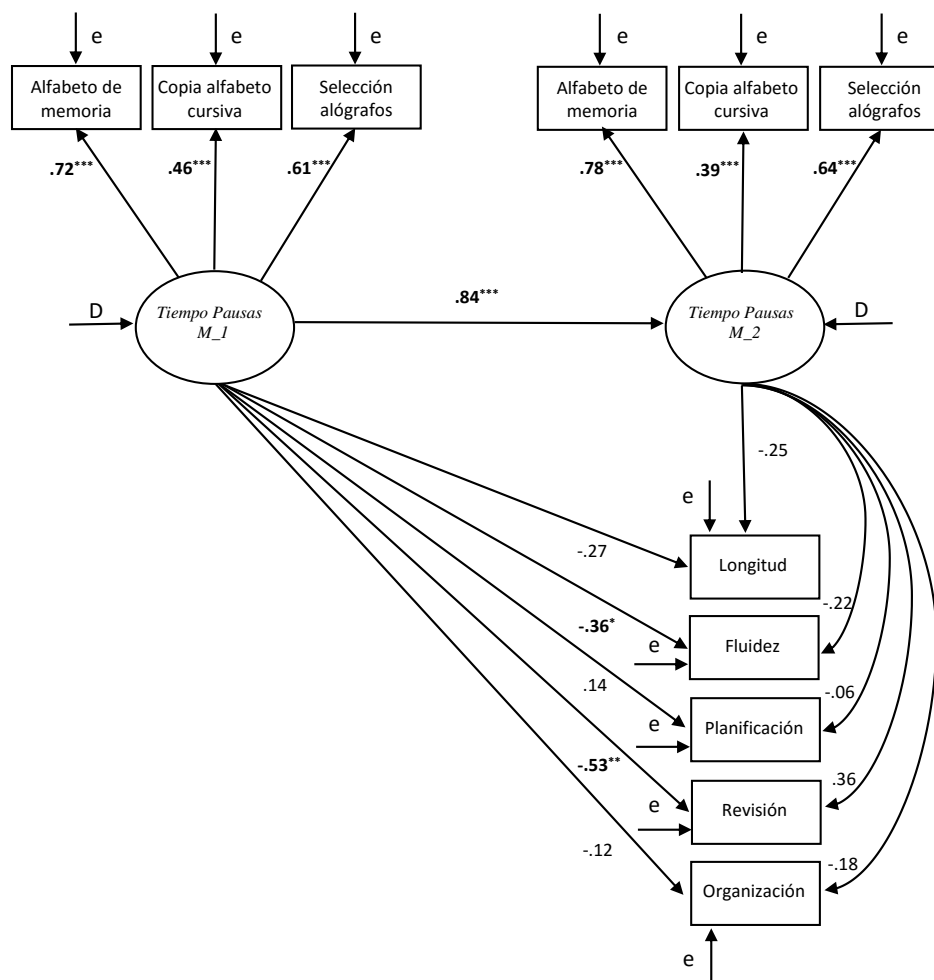 e e e e e e
Alfabeto de memoria Copia alfabeto cursiva Selección alógrafos Alfabeto de memoria Copia alfabeto cursiva Selección alógrafos
.72*** .46*** .61*** .78*** .39*** .64***
.84***
D Tiempo Pausas M_1 Tiempo Pausas M_2 D
-.25
e
-.27 Longitud
-.22
-.36* e Fluidez
.14 -.06
e Planificación
-.53** .36
e Revisión
-.12 -.18
Organización
e